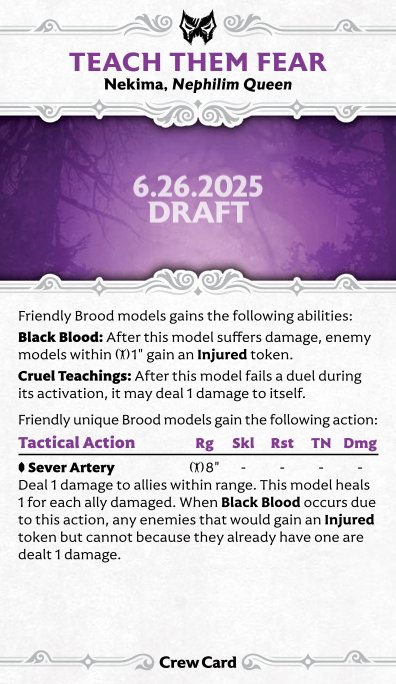 TEACH THEM FEAR
Nekima, Nephilim Queen
6.26.2025
DRAFT
Friendly Brood models gains the following abilities:
Black Blood: After this model suffers damage, enemy
models within 1" gain an Injured token.
Cruel Teachings: After this model fails a duel during
its activation, it may deal 1 damage to itself.
Friendly unique Brood models gain the following action:
Tactical Action Rg Skl Rst TN Dmg
Sever Artery 8" - - - -
Deal 1 damage to allies within range. This model heals
1 for each ally damaged. When Black Blood occurs due
to this action, any enemies that would gain an Injured
token but cannot because they already have one are
dealt 1 damage.
Crew Card